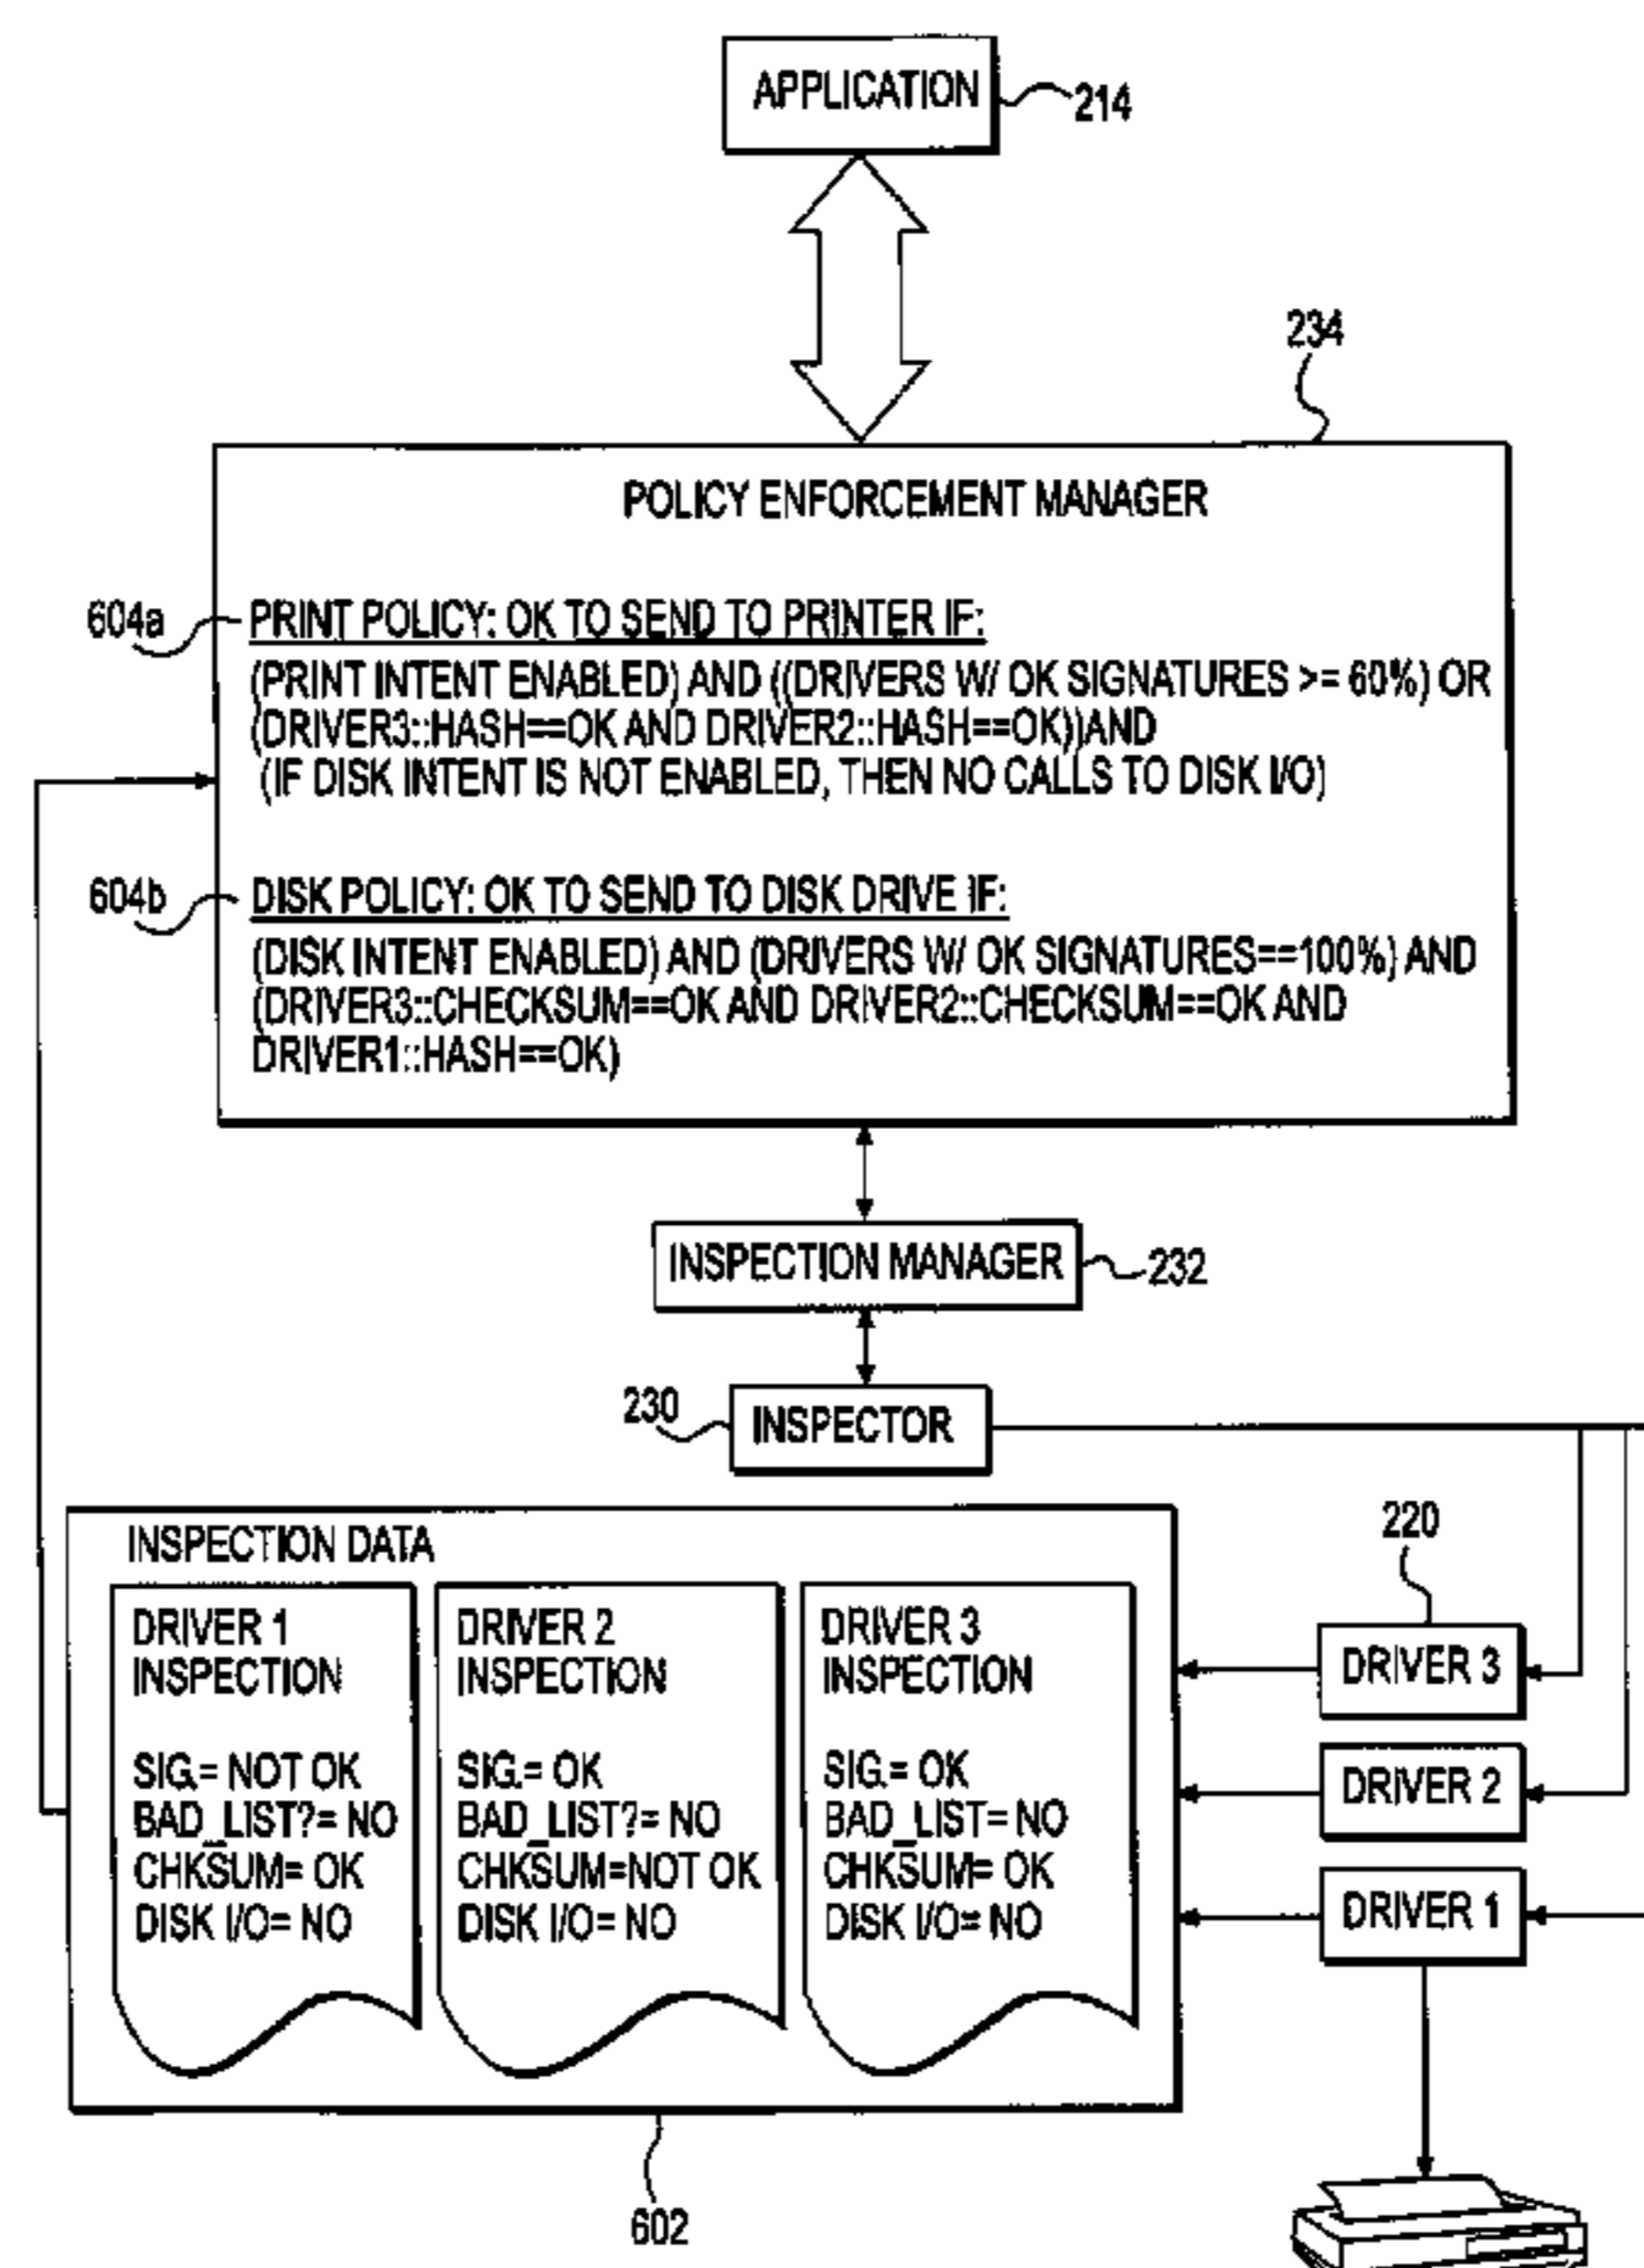 APPLICATION
214
234
POLICY ENFORCEMENT MANAGER
604a
PRINT POLICY: OK TO SEND TO PRINTER IF:
(PRINT INTENT ENABLED) AND ((DRIVERS W/ OK SIGNATURES >= 60%) OR
(DRIVER3::HASH==OK AND DRIVER2::HASH==OK))AND
(IF DISK INTENT IS NOT ENABLED, THEN NO CALLS TO DISK I/O)
604b
DISK POLICY: OK TO SEND TO DISK DRIVE IF:
(DISK INTENT ENABLED) AND (DRIVERS W/ OK SIGNATURES==100%) AND
(DRIVER3::CHECKSUM==OK AND DRIVER2::CHECKSUM==OK AND
DRIVER1::HASH==OK)
INSPECTION MANAGER
232
230
INSPECTOR
INSPECTION DATA
DRIVER 1
INSPECTION
SIG.= NOT OK
BAD_LIST?= NO
CHKSUM= OK
DISK I/O= NO
DRIVER 2
INSPECTION
SIG.= OK
BAD_LIST?= NO
CHKSUM=NOT OK
DISK I/O= NO
DRIVER 3
INSPECTION
SIG.= OK
BAD_LIST= NO
CHKSUM= OK
DISK I/O= NO
220
DRIVER 3
DRIVER 2
DRIVER 1
602